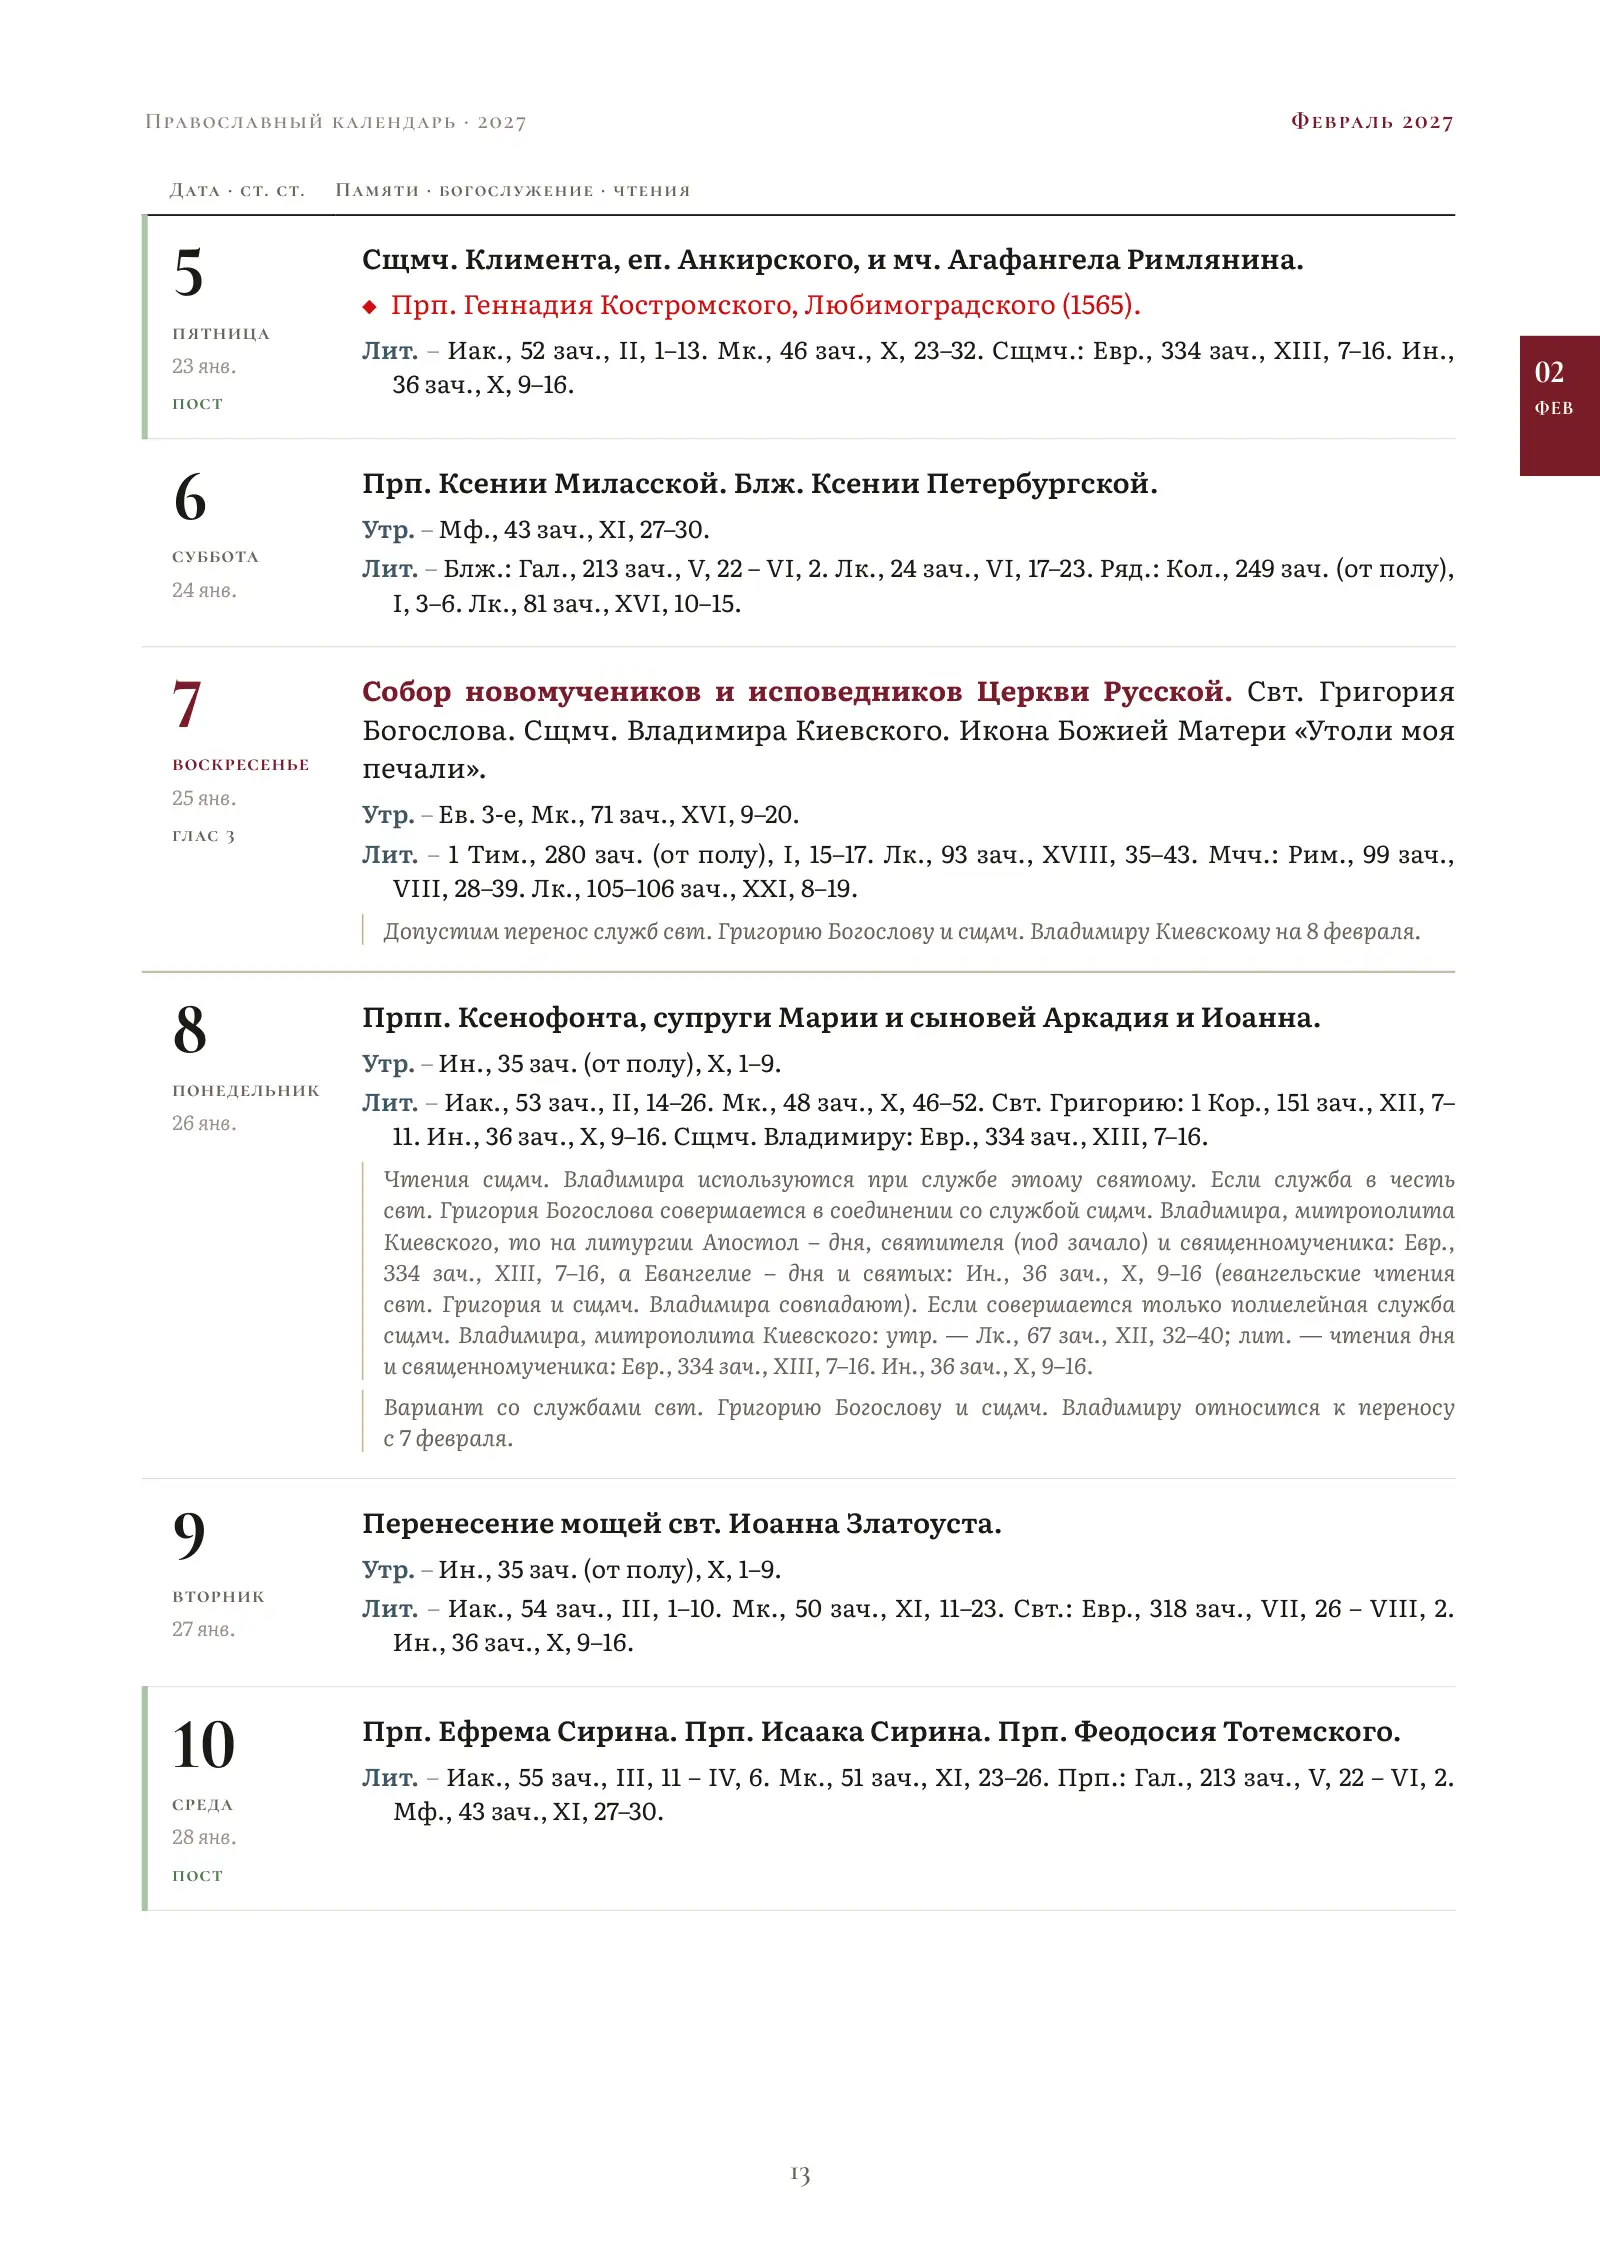 Православный календарь · 2027
Февраль 2027
Дата · ст. ст. Памяти · богослужение · чтения
02
ФЕВ
5
пятница
23 янв.
пост
Сщмч. Климента, еп. Анкирского, и мч. Агафангела Римлянина.
◆ Прп. Геннадия Костромского, Любимоградского (1565).
Лит. – Иак., 52 зач., II, 1–13. Мк., 46 зач., X, 23–32. Сщмч.: Евр., 334 зач., XIII, 7–16. Ин.,
36 зач., X, 9–16.
6
суббота
24 янв.
Прп. Ксении Миласской. Блж. Ксении Петербургской.
Утр. – Мф., 43 зач., XI, 27–30.
Лит. – Блж.: Гал., 213 зач., V, 22 – VI, 2. Лк., 24 зач., VI, 17–23. Ряд.: Кол., 249 зач. (от полу),
I, 3–6. Лк., 81 зач., XVI, 10–15.
7
воскресенье
25 янв.
глас 3
Собор новомучеников и исповедников Церкви Русской. Свт. Григория
Богослова. Сщмч. Владимира Киевского. Икона Божией Матери «Утоли моя
печали».
Утр. – Ев. 3-е, Мк., 71 зач., XVI, 9–20.
Лит. – 1 Тим., 280 зач. (от полу), I, 15–17. Лк., 93 зач., XVIII, 35–43. Мчч.: Рим., 99 зач.,
VIII, 28–39. Лк., 105–106 зач., XXI, 8–19.
Допустим перенос служб свт. Григорию Богослову и сщмч. Владимиру Киевскому на 8 февраля.
8
понедельник
26 янв.
Прпп. Ксенофонта, супруги Марии и сыновей Аркадия и Иоанна.
Утр. – Ин., 35 зач. (от полу), X, 1–9.
Лит. – Иак., 53 зач., II, 14–26. Мк., 48 зач., X, 46–52. Свт. Григорию: 1 Кор., 151 зач., XII, 7–
11. Ин., 36 зач., X, 9–16. Сщмч. Владимиру: Евр., 334 зач., XIII, 7–16.
Чтения сщмч. Владимира используются при службе этому святому. Если служба в честь
свт. Григория Богослова совершается в соединении со службой сщмч. Владимира, митрополита
Киевского, то на литургии Апостол – дня, святителя (под зачало) и священномученика: Евр.,
334 зач., XIII, 7–16, а Евангелие – дня и святых: Ин., 36 зач., X, 9–16 (евангельские чтения
свт. Григория и сщмч. Владимира совпадают). Если совершается только полиелейная служба
сщмч. Владимира, митрополита Киевского: утр. — Лк., 67 зач., XII, 32–40; лит. — чтения дня
и священномученика: Евр., 334 зач., XIII, 7–16. Ин., 36 зач., X, 9–16.
Вариант со службами свт. Григорию Богослову и сщмч. Владимиру относится к переносу
с 7 февраля.
9
вторник
27 янв.
Перенесение мощей свт. Иоанна Златоуста.
Утр. – Ин., 35 зач. (от полу), X, 1–9.
Лит. – Иак., 54 зач., III, 1–10. Мк., 50 зач., XI, 11–23. Свт.: Евр., 318 зач., VII, 26 – VIII, 2.
Ин., 36 зач., X, 9–16.
10
среда
28 янв.
пост
Прп. Ефрема Сирина. Прп. Исаака Сирина. Прп. Феодосия Тотемского.
Лит. – Иак., 55 зач., III, 11 – IV, 6. Мк., 51 зач., XI, 23–26. Прп.: Гал., 213 зач., V, 22 – VI, 2.
Мф., 43 зач., XI, 27–30.
13